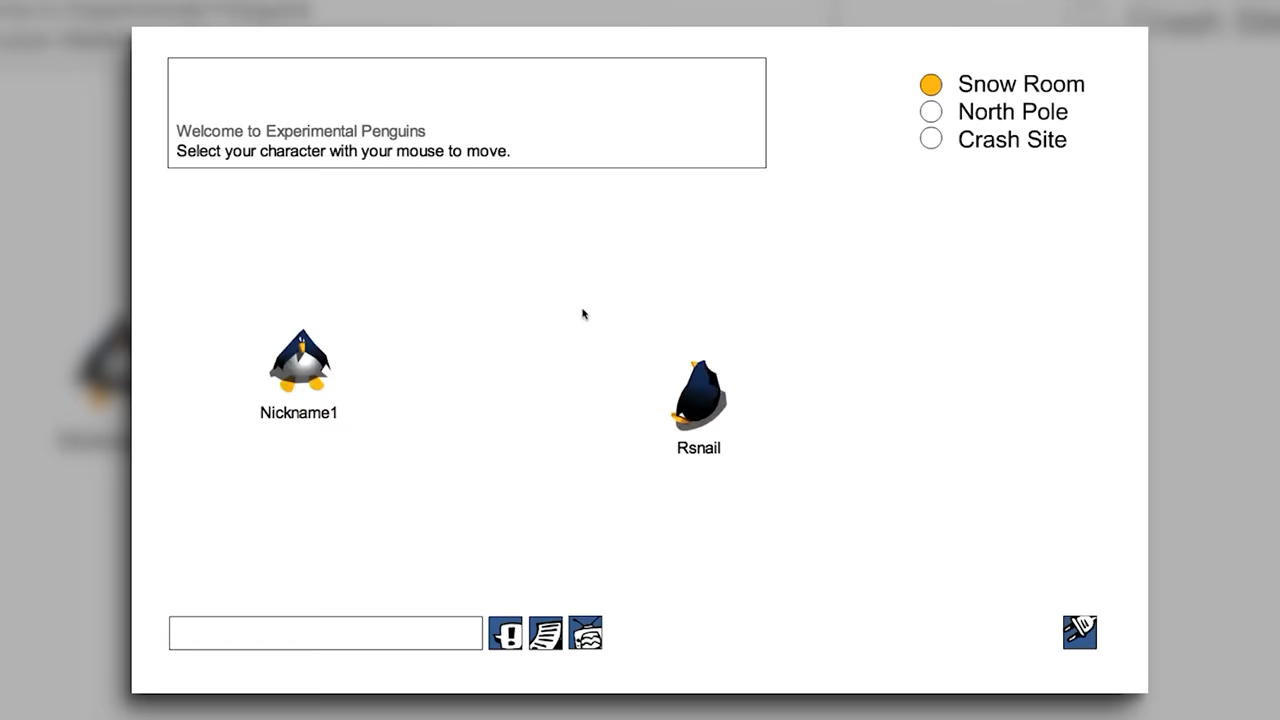 Welcome to Experimental Penguins
Select your character with your mouse to move.
Snow Room
North Pole
Crash Site
Nickname1
Rsnail